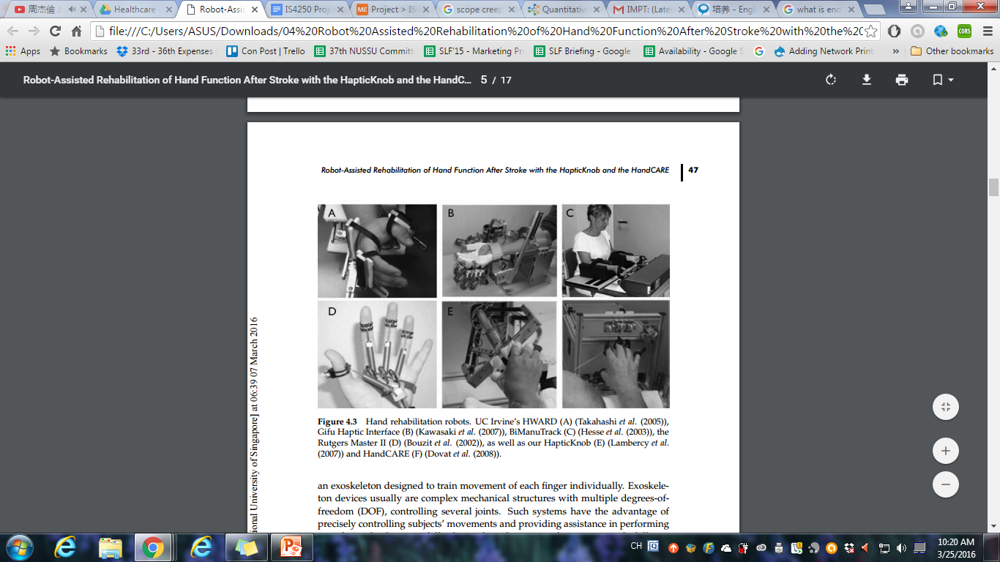 周杰倫 J
Healthcare
Robot-Assis
IS4250 Proj
Project > IS
scope creep
Quantitativ
IMPT: (Late
培养 - Engl
what is end
file:///C:/Users/ASUS/Downloads/04%20Robot%20Assisted%20Rehabilitation%20of%20Hand%20Function%20After%20Stroke%20with%20the%20
CORS
Apps
Bookmarks
33rd - 36th Expenses
Con Post | Trello
37th NUSSU Committ
SLF'15 - Marketing Pr
SLF Briefing - Google
Availability - Google S
Adding Network Print
»
Other bookmarks
Robot-Assisted Rehabilitation of Hand Function After Stroke with the HapticKnob and the HandC... 5 / 17
Robot-Assisted Rehabilitation of Hand Function After Stroke with the HapticKnob and the HandCARE 47
A
B
C
D
E
F
Figure 4.3 Hand rehabilitation robots. UC Irvine's HWARD (A) (Takahashi et al. (2005)),
Gifu Haptic Interface (B) (Kawasaki et al. (2007)), BiManuTrack (C) (Hesse et al. (2003)), the
Rutgers Master II (D) (Bouzit et al. (2002)), as well as our HapticKnob (E) (Lambercy et al.
(2007)) and HandCARE (F) (Dovat et al. (2008)).
an exoskeleton designed to train movement of each finger individually. Exoskele-
ton devices usually are complex mechanical structures with multiple degrees-of-
freedom (DOF), controlling several joints. Such systems have the advantage of
precisely controlling subjects' movements and providing assistance in performing
ional University of Singapore] at 06:39 07 March 2016
CH
10:20 AM
3/25/2016